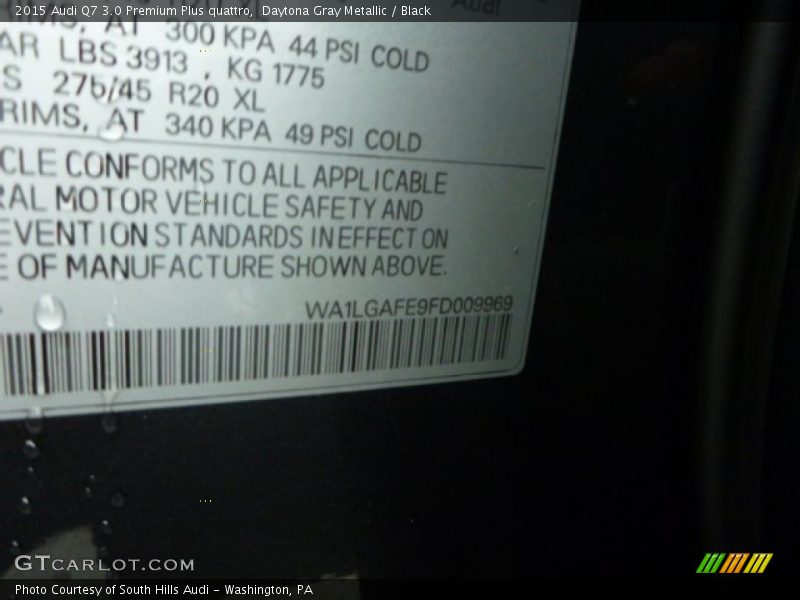 2015 Audi Q7 3.0 Premium Plus quattro, Daytona Gray Metallic / Black
Audi
AT 300 KPA 44 PSI COLD
AR LBS 3913 , KG 1775
S 275/45 R20 XL
RIMS, AT 340 KPA 49 PSI COLD
CLE CONFORMS TO ALL APPLICABLE
RAL MOTOR VEHICLE SAFETY AND
EVENTION STANDARDS IN EFFECT ON
E OF MANUFACTURE SHOWN ABOVE.
WA1LGAFE9FD009969
GTCARLOT.COM
Photo Courtesy of South Hills Audi - Washington, PA